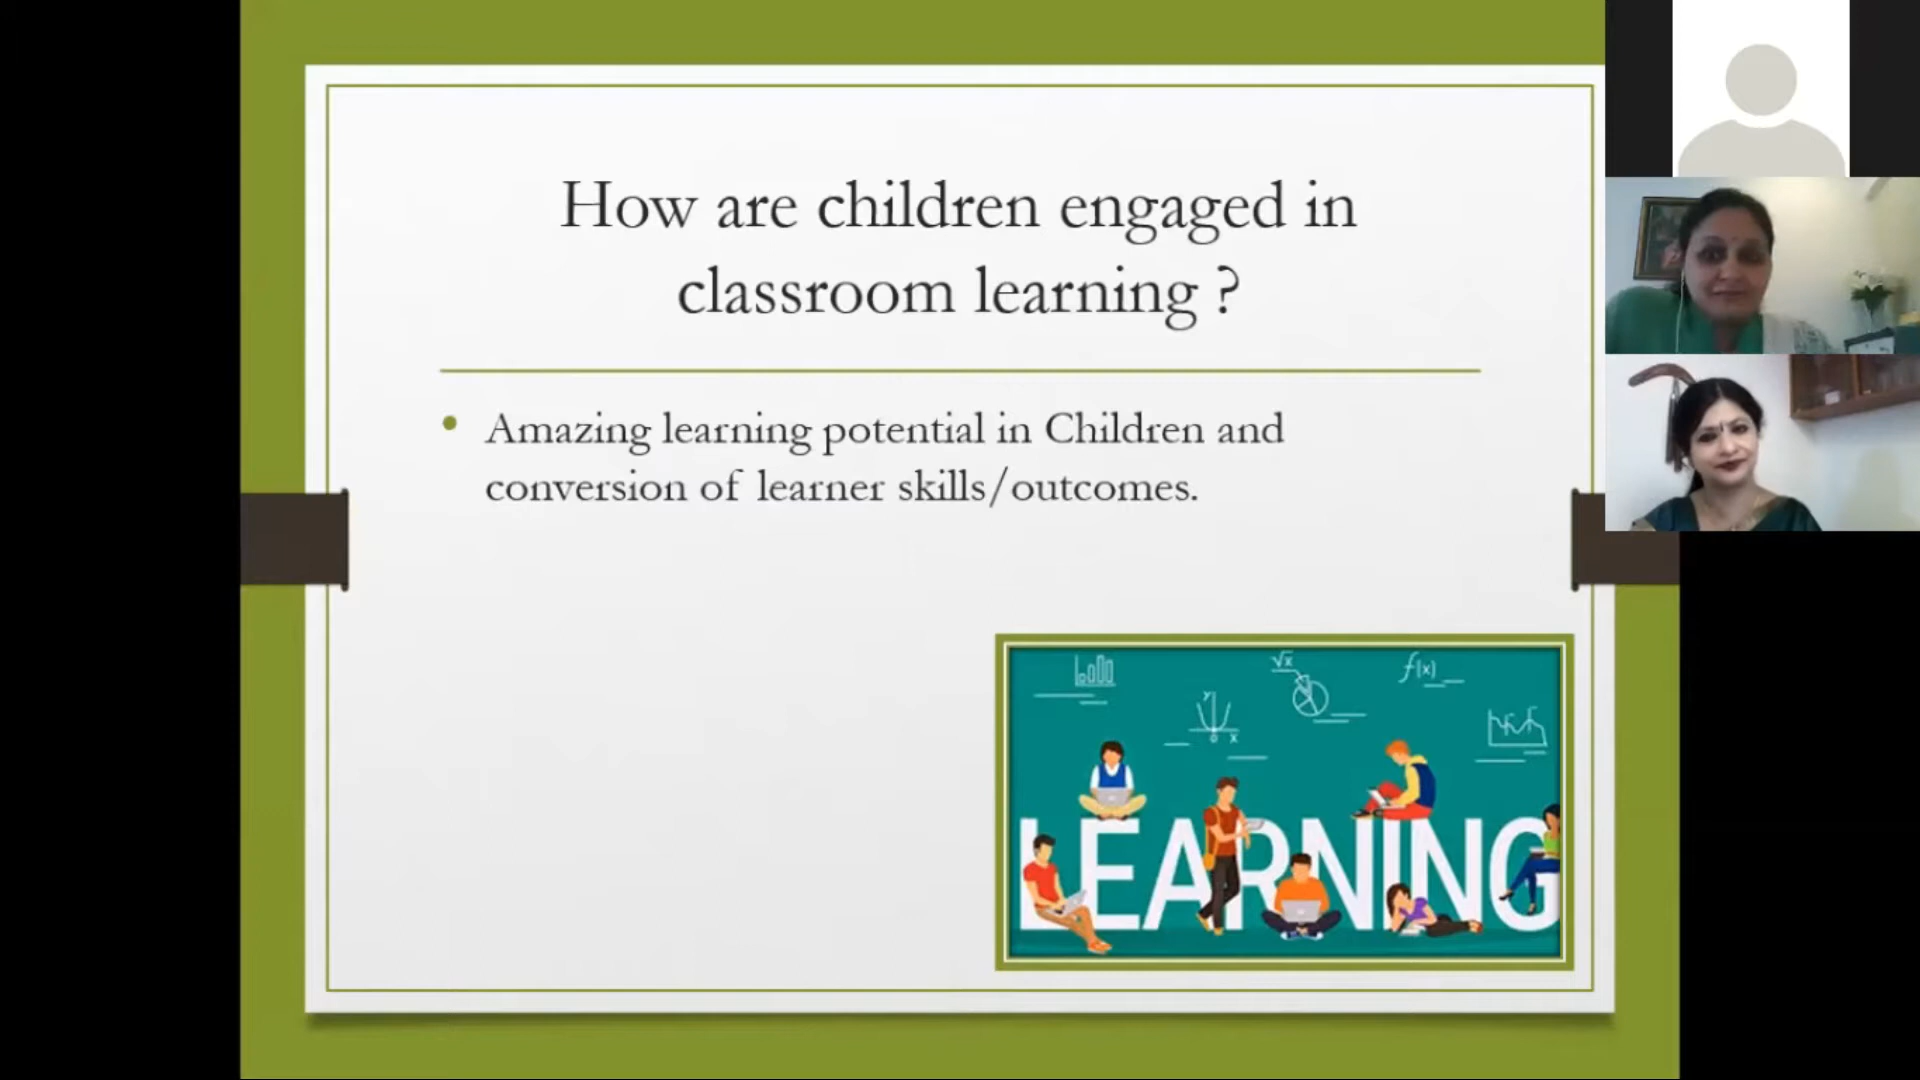 How are children engaged in
classroom learning ?
Amazing learning potential in Children and
conversion of learner skills/outcomes.
√x
f(x)
y
0 x
LEARNING